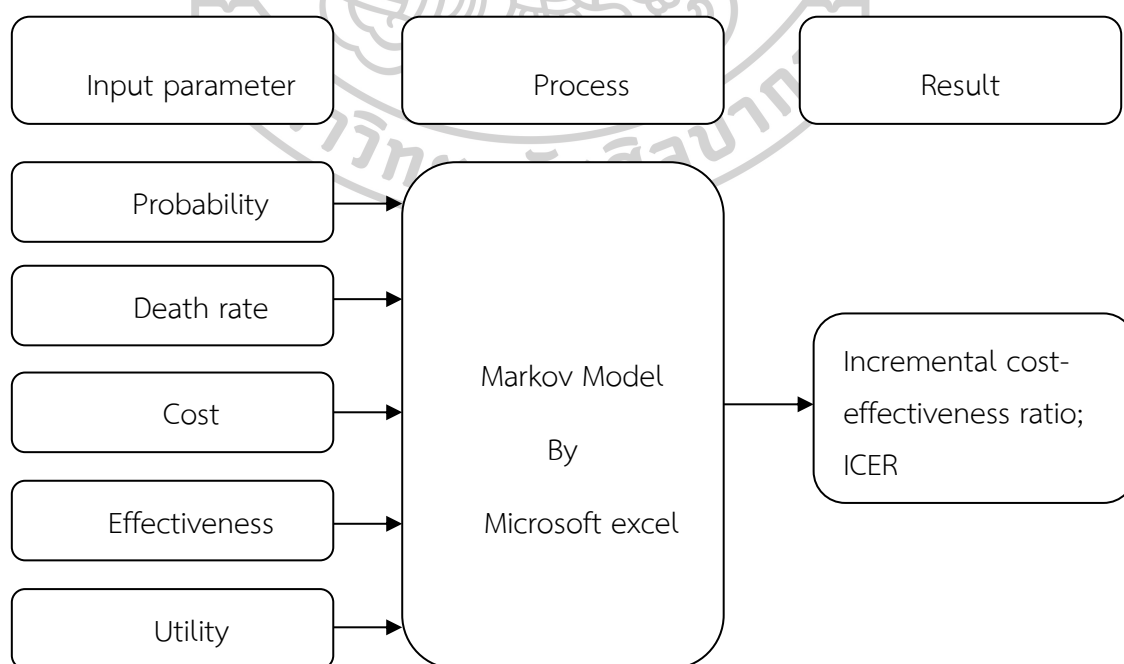 Input parameter
Process
Result
Probability
Death rate
Cost
Effectiveness
Utility
Markov Model
By
Microsoft excel
Incremental cost-
effectiveness ratio;
ICER